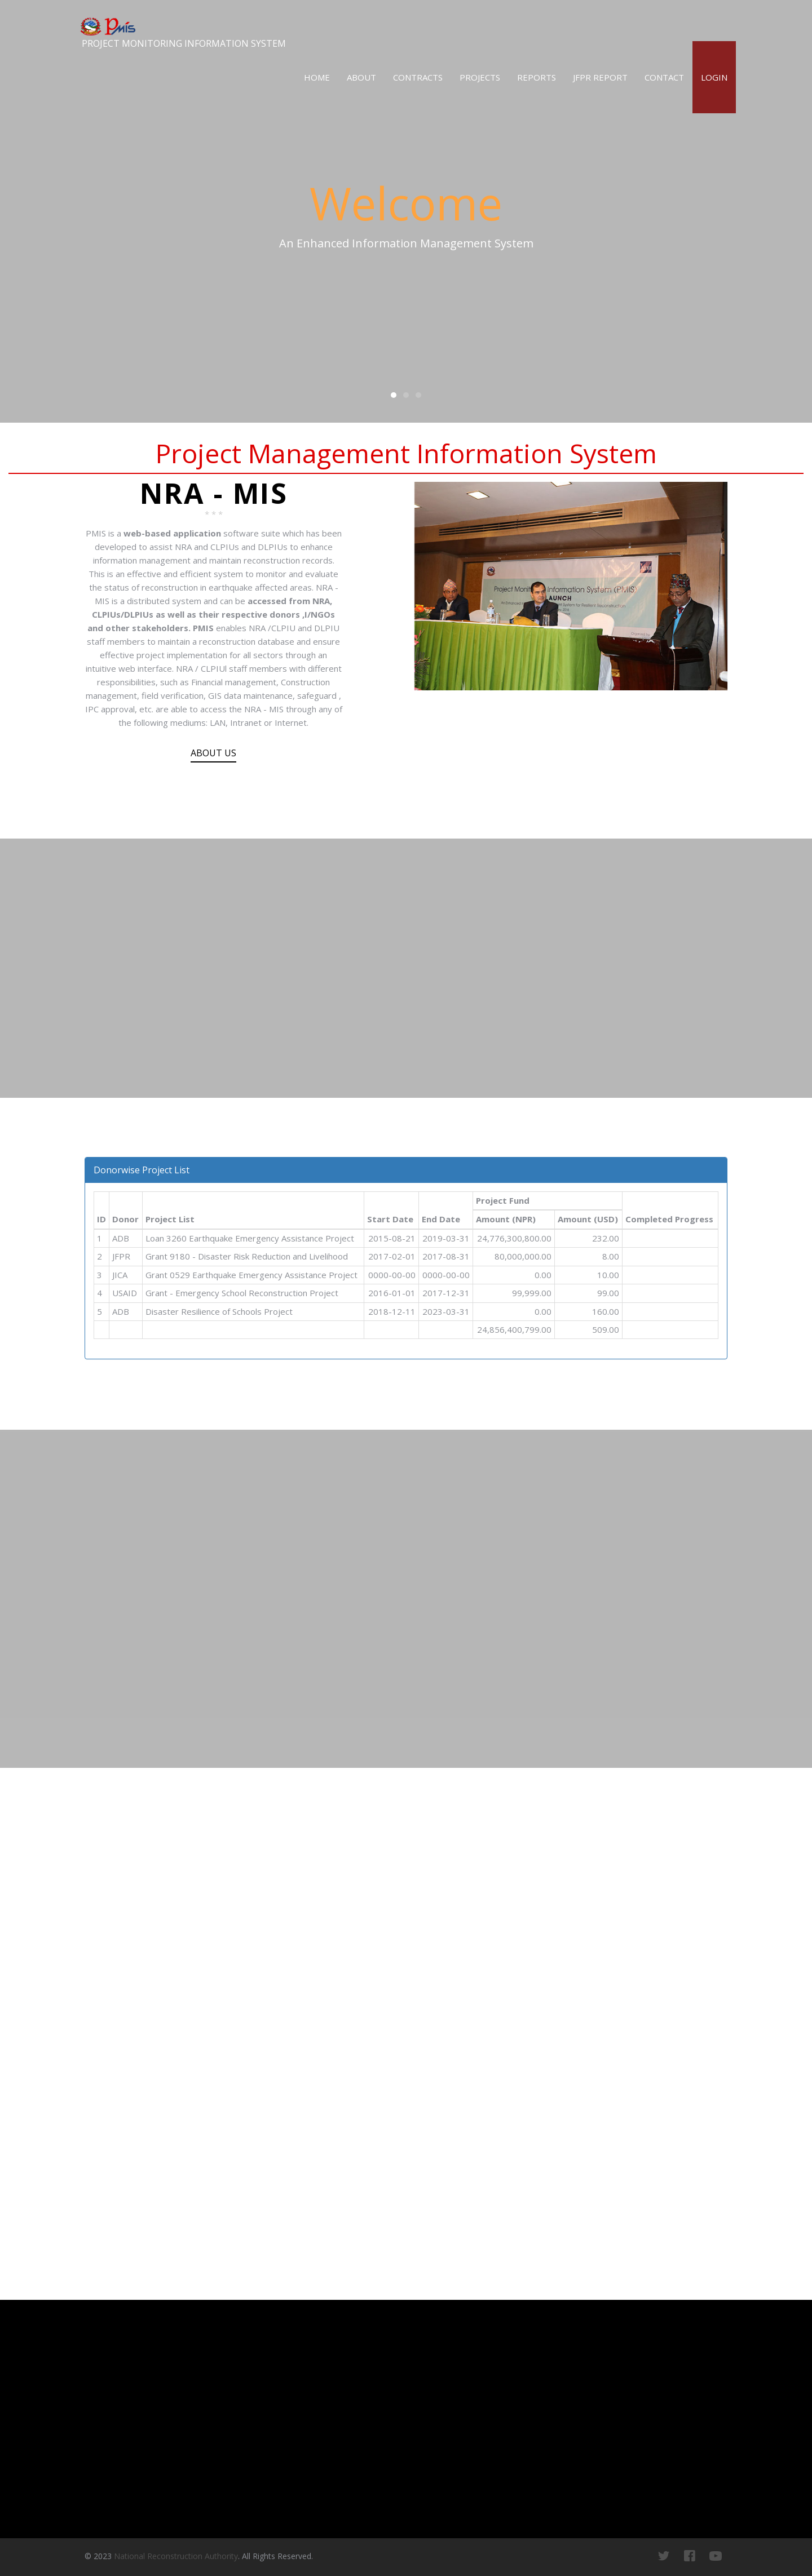 PMIS
PROJECT MONITORING INFORMATION SYSTEM
HOME ABOUT CONTRACTS PROJECTS REPORTS JFPR REPORT CONTACT LOGIN
Welcome
An Enhanced Information Management System
Project Management Information System
NRA - MIS
PMIS is a web-based application software suite which has been
developed to assist NRA and CLPIUs and DLPIUs to enhance
information management and maintain reconstruction records.
This is an effective and efficient system to monitor and evaluate
the status of reconstruction in earthquake affected areas. NRA -
MIS is a distributed system and can be accessed from NRA,
CLPIUs/DLPIUs as well as their respective donors ,I/NGOs
and other stakeholders. PMIS enables NRA /CLPIU and DLPIU
staff members to maintain a reconstruction database and ensure
effective project implementation for all sectors through an
intuitive web interface. NRA / CLPIUl staff members with different
responsibilities, such as Financial management, Construction
management, field verification, GIS data maintenance, safeguard ,
IPC approval, etc. are able to access the NRA - MIS through any of
the following mediums: LAN, Intranet or Internet.
ABOUT US
Project Monitoring Information System (PMIS)
LAUNCH
Donorwise Project List
Project Fund
ID Donor Project List Start Date End Date Amount (NPR) Amount (USD) Completed Progress
1 ADB Loan 3260 Earthquake Emergency Assistance Project 2015-08-21 2019-03-31 24,776,300,800.00 232.00
2 JFPR Grant 9180 - Disaster Risk Reduction and Livelihood 2017-02-01 2017-08-31 80,000,000.00 8.00
3 JICA Grant 0529 Earthquake Emergency Assistance Project 0000-00-00 0000-00-00 0.00 10.00
4 USAID Grant - Emergency School Reconstruction Project 2016-01-01 2017-12-31 99,999.00 99.00
5 ADB Disaster Resilience of Schools Project 2018-12-11 2023-03-31 0.00 160.00
24,856,400,799.00 509.00
© 2023 National Reconstruction Authority. All Rights Reserved.